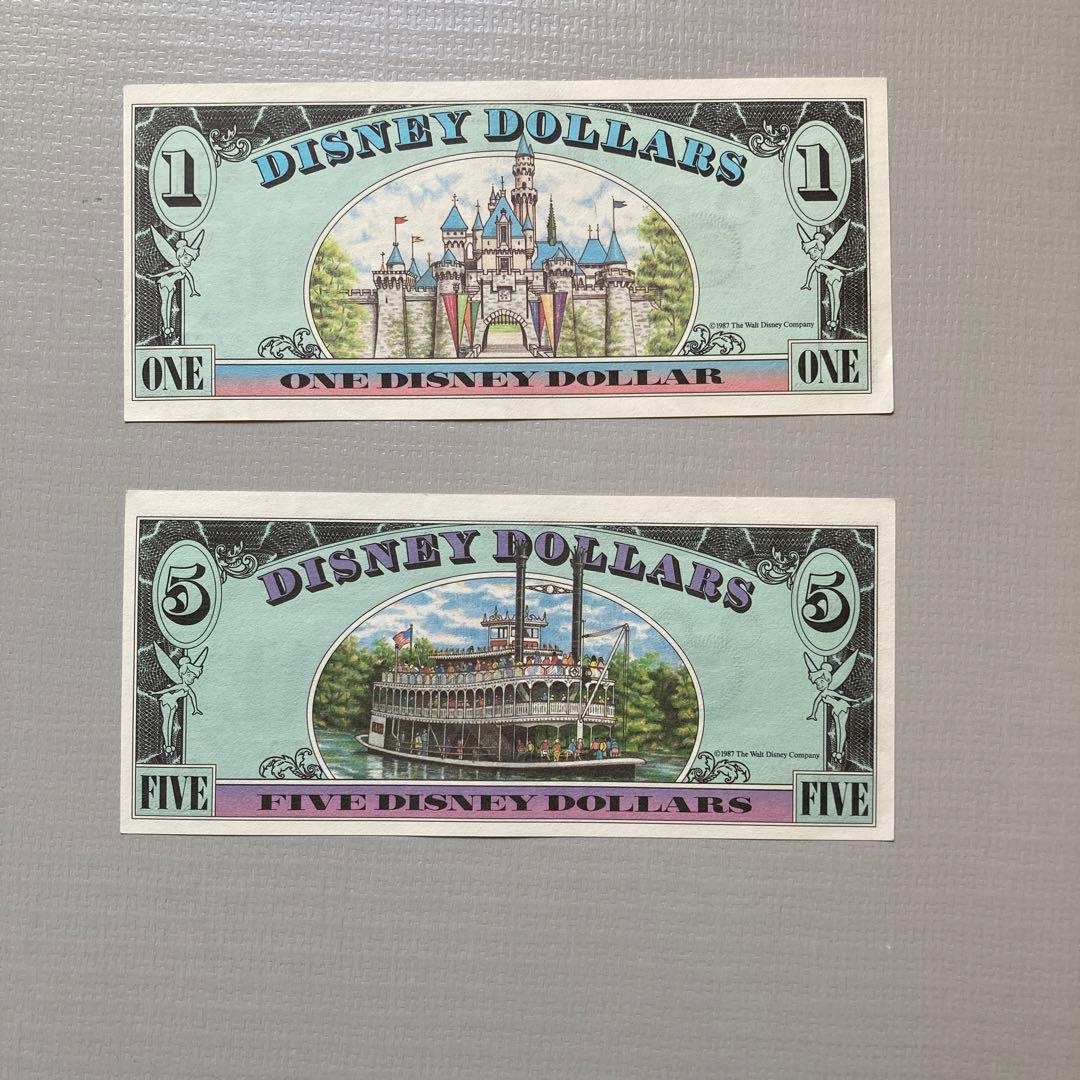 DISNEY DOLLARS
1 1
©1987 The Walt Disney Company
ONE ONE
ONE DISNEY DOLLAR
DISNEY DOLLARS
5 5
©1987 The Walt Disney Company
FIVE FIVE
FIVE DISNEY DOLLARS